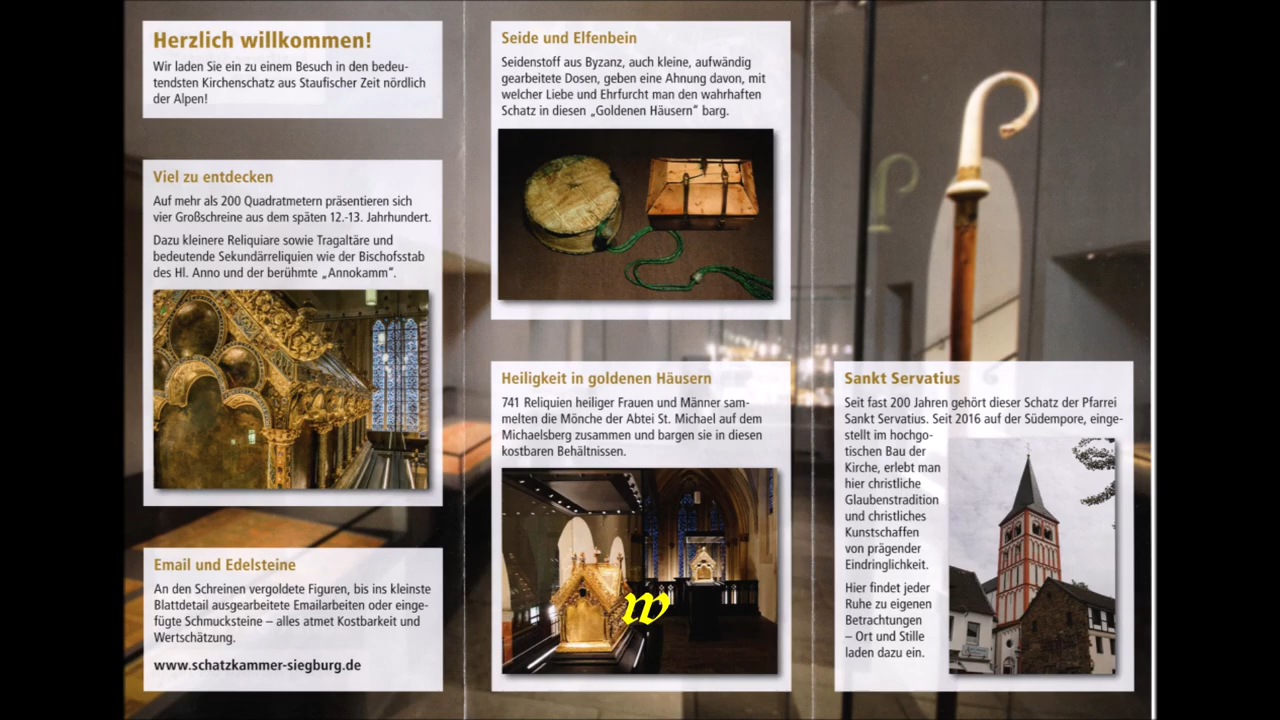 Herzlich willkommen!
Wir laden Sie ein zu einem Besuch in den bedeu-
tendsten Kirchenschatz aus Staufischer Zeit nördlich
der Alpen!
Viel zu entdecken
Auf mehr als 200 Quadratmetern präsentieren sich
vier Großschreine aus dem späten 12.-13. Jahrhundert.
Dazu kleinere Reliquiare sowie Tragaltäre und
bedeutende Sekundärreliquien wie der Bischofsstab
des Hl. Anno und der berühmte „Annokamm“.
Email und Edelsteine
An den Schreinen vergoldete Figuren, bis ins kleinste
Blattdetail ausgearbeitete Emailarbeiten oder einge-
fügte Schmucksteine – alles atmet Kostbarkeit und
Wertschätzung.
www.schatzkammer-siegburg.de
Seide und Elfenbein
Seidenstoff aus Byzanz, auch kleine, aufwändig
gearbeitete Dosen, geben eine Ahnung davon, mit
welcher Liebe und Ehrfurcht man den wahrhaften
Schatz in diesen „Goldenen Häusern“ barg.
Heiligkeit in goldenen Häusern
741 Reliquien heiliger Frauen und Männer sam-
melten die Mönche der Abtei St. Michael auf dem
Michaelsberg zusammen und bargen sie in diesen
kostbaren Behältnissen.
w
Sankt Servatius
Seit fast 200 Jahren gehört dieser Schatz der Pfarrei
Sankt Servatius. Seit 2016 auf der Südempore, einge-
stellt im hochgo-
tischen Bau der
Kirche, erlebt man
hier christliche
Glaubenstradition
und christliches
Kunstschaffen
von prägender
Eindringlichkeit.
Hier findet jeder
Ruhe zu eigenen
Betrachtungen
– Ort und Stille
laden dazu ein.